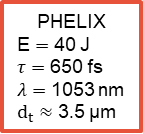 PHELIX
E = 40 J
τ = 650 fs
λ = 1053 nm
dₜ ≈ 3.5 μm